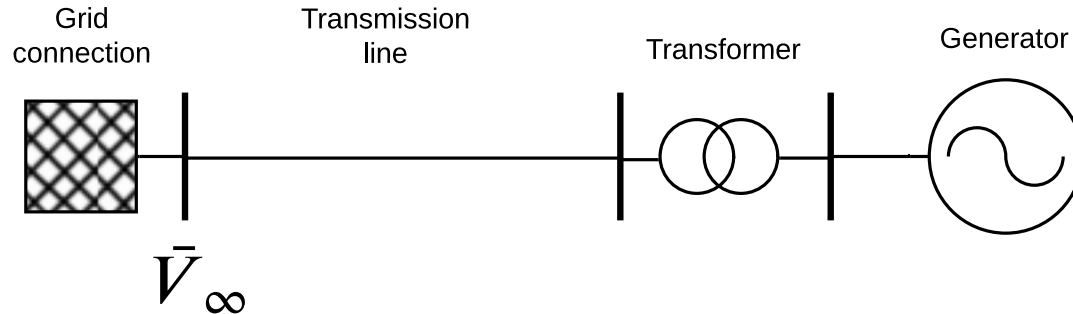 Grid
connection
Transmission
line
Transformer
Generator
V̄∞